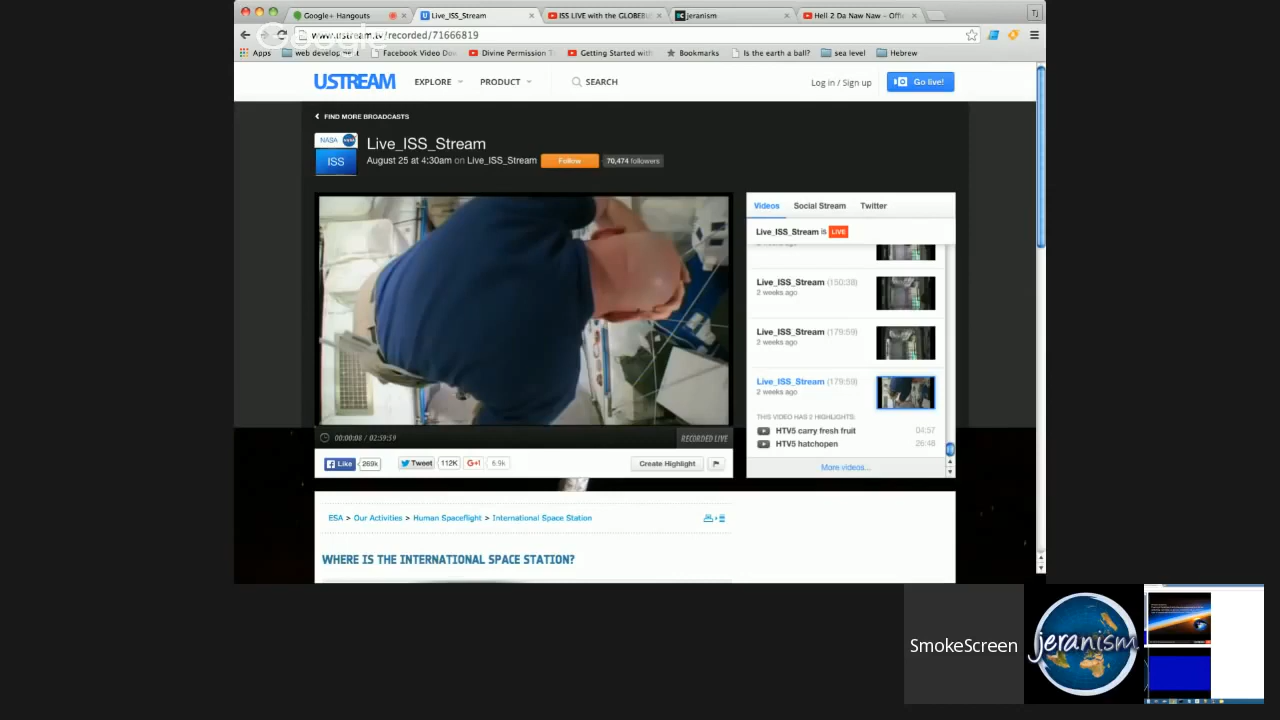 Google+ Hangouts
Live_ISS_Stream
ISS LIVE with the GLOBEBU
jeranism
Hell 2 Da Naw Naw – Offi
Tj
Google
www.ustream.tv/recorded/71666819
Apps
web developme
Facebook Video Dow
Divine Permission T
Getting Started with
Bookmarks
Is the earth a ball?
sea level
Hebrew
USTREAM
EXPLORE
PRODUCT
SEARCH
Log in / Sign up
Go live!
FIND MORE BROADCASTS
NASA
ISS
Live_ISS_Stream
August 25 at 4:30am on Live_ISS_Stream
Follow
70,474 followers
Videos
Social Stream
Twitter
Live_ISS_Stream is LIVE
Live_ISS_Stream (150:38)
2 weeks ago
Live_ISS_Stream (179:59)
2 weeks ago
Live_ISS_Stream (179:59)
2 weeks ago
THIS VIDEO HAS 2 HIGHLIGHTS:
HTV5 carry fresh fruit 04:57
HTV5 hatchopen 26:48
More videos...
00:00:08 / 02:59:59
RECORDED LIVE
Like 269k
Tweet 112K
+1 6.9k
Create Highlight
ESA > Our Activities > Human Spaceflight > International Space Station
WHERE IS THE INTERNATIONAL SPACE STATION?
SmokeScreen
jeranism